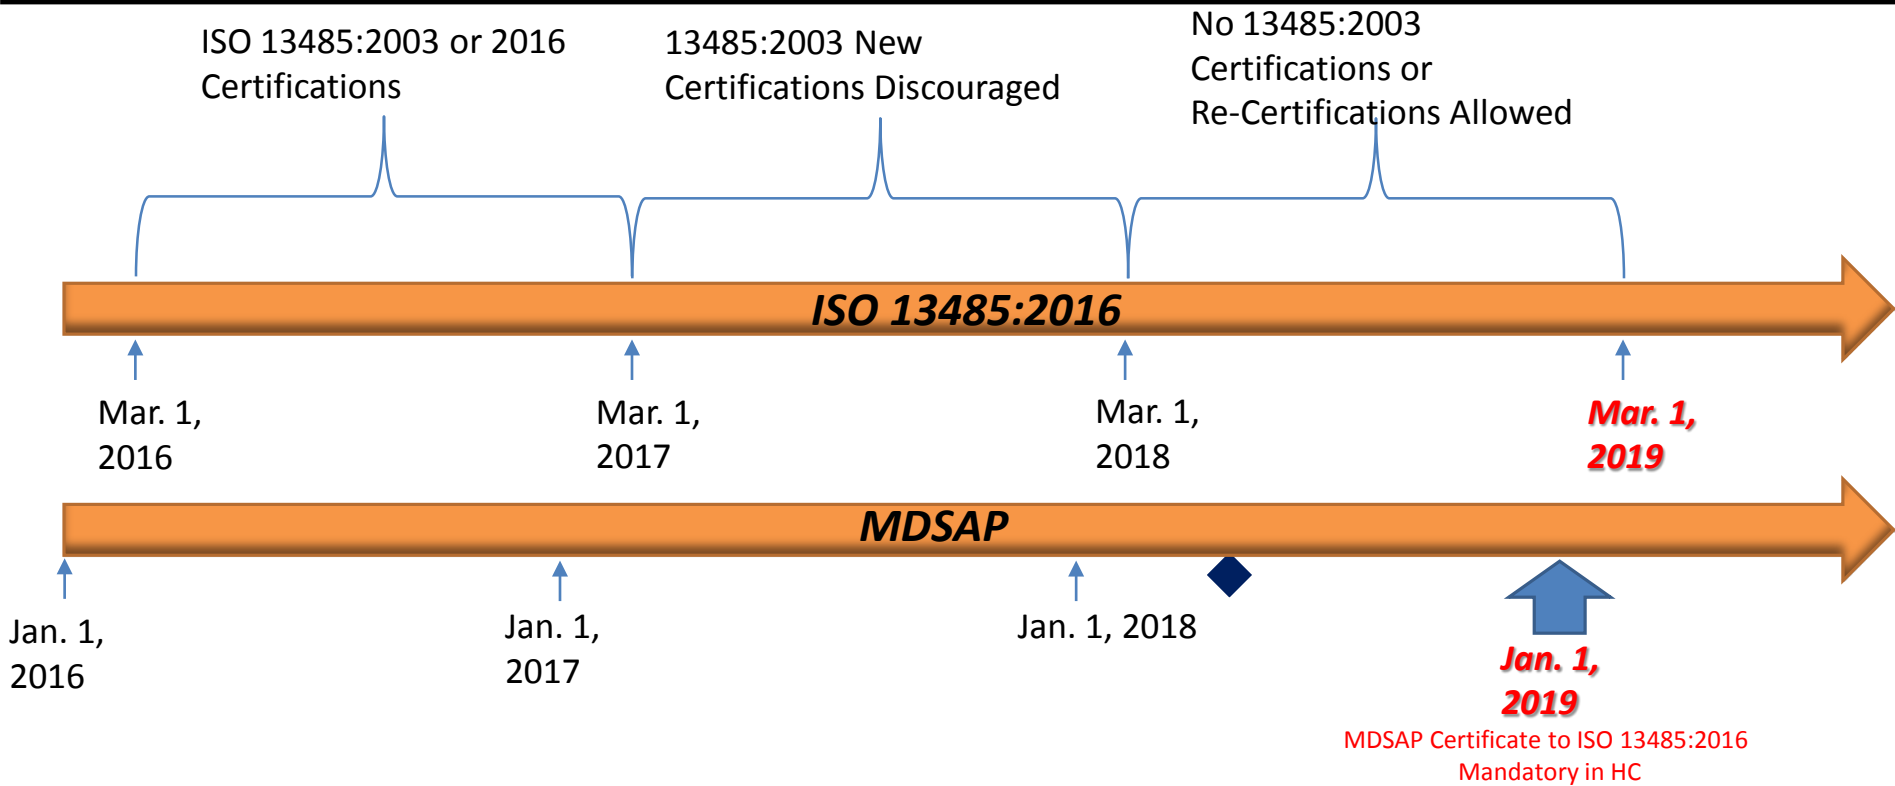 ISO 13485:2003 or 2016
Certifications
13485:2003 New
Certifications Discouraged
No 13485:2003
Certifications or
Re-Certifications Allowed
ISO 13485:2016
Mar. 1,
2016
Mar. 1,
2017
Mar. 1,
2018
Mar. 1,
2019
MDSAP
Jan. 1,
2016
Jan. 1,
2017
Jan. 1, 2018
Jan. 1,
2019
MDSAP Certificate to ISO 13485:2016
Mandatory in HC